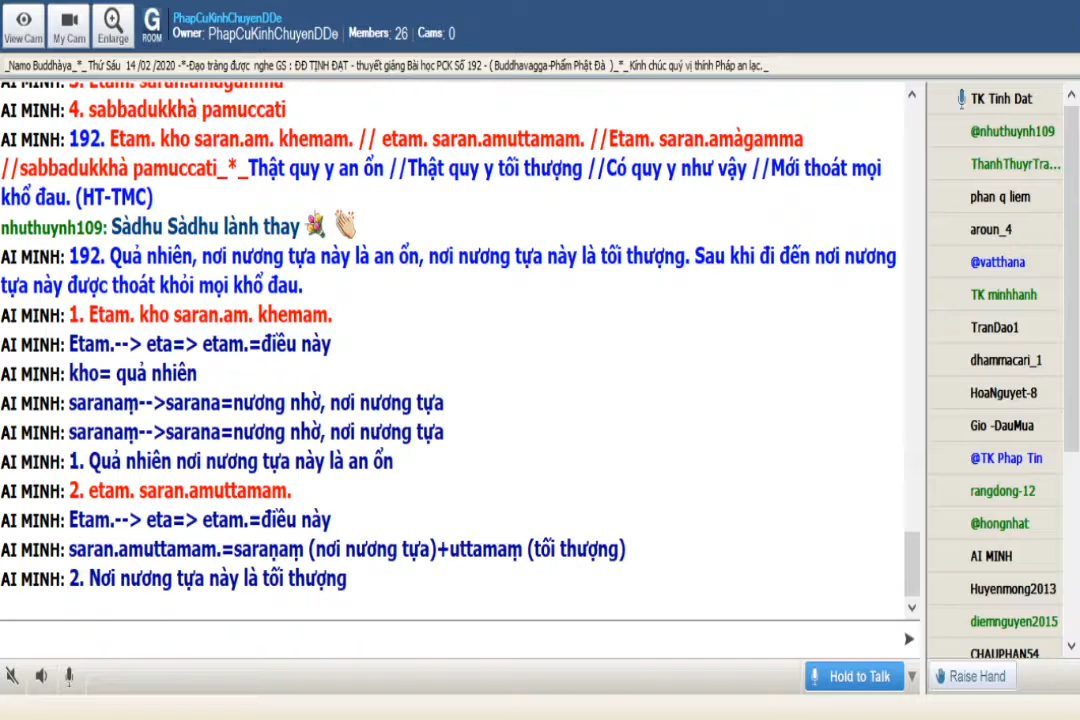 PhapCuKinhChuyenDDe
View Cam My Cam Enlarge G ROOM Owner: PhapCuKinhChuyenDDe Members: 26 Cams: 0
_Namo Buddhàya_*_ Thứ Sáu 14 /02 /2020 -*-Đạo tràng được nghe GS : ĐĐ TỊNH ĐẠT - thuyết giảng Bài học PCK Số 192 - ( Buddhavagga-Phẩm Phật Đà )_*_ Kính chúc quý vị thính Pháp an lạc._
AI MINH: 3. Etam. saran.amàgamma
AI MINH: 4. sabbadukkhà pamuccati
AI MINH: 192. Etam. kho saran.am. khemam. // etam. saran.amuttamam. //Etam. saran.amàgamma
//sabbadukkhà pamuccati_*_Thật quy y an ổn //Thật quy y tối thượng //Có quy y như vậy //Mới thoát mọi
khổ đau. (HT-TMC)
nhuthuynh109: Sàdhu Sàdhu lành thay
AI MINH: 192. Quả nhiên, nơi nương tựa này là an ổn, nơi nương tựa này là tối thượng. Sau khi đi đến nơi nương
tựa này được thoát khỏi mọi khổ đau.
AI MINH: 1. Etam. kho saran.am. khemam.
AI MINH: Etam.--> eta=> etam.=điều này
AI MINH: kho= quả nhiên
AI MINH: saranaṃ-->sarana=nương nhờ, nơi nương tựa
AI MINH: saranaṃ-->sarana=nương nhờ, nơi nương tựa
AI MINH: 1. Quả nhiên nơi nương tựa này là an ổn
AI MINH: 2. etam. saran.amuttamam.
AI MINH: Etam.--> eta=> etam.=điều này
AI MINH: saran.amuttamam.=saraṇaṃ (nơi nương tựa)+uttamaṃ (tối thượng)
AI MINH: 2. Nơi nương tựa này là tối thượng
TK Tinh Dat
@nhuthuynh109
ThanhThuyrTra...
phan q liem
aroun_4
@vatthana
TK minhhanh
TranDao1
dhammacari_1
HoaNguyet-8
Gio -DauMua
@TK Phap Tin
rangdong-12
@hongnhat
AI MINH
Huyenmong2013
diemnguyen2015
CHAUPHAN54
Hold to Talk
Raise Hand